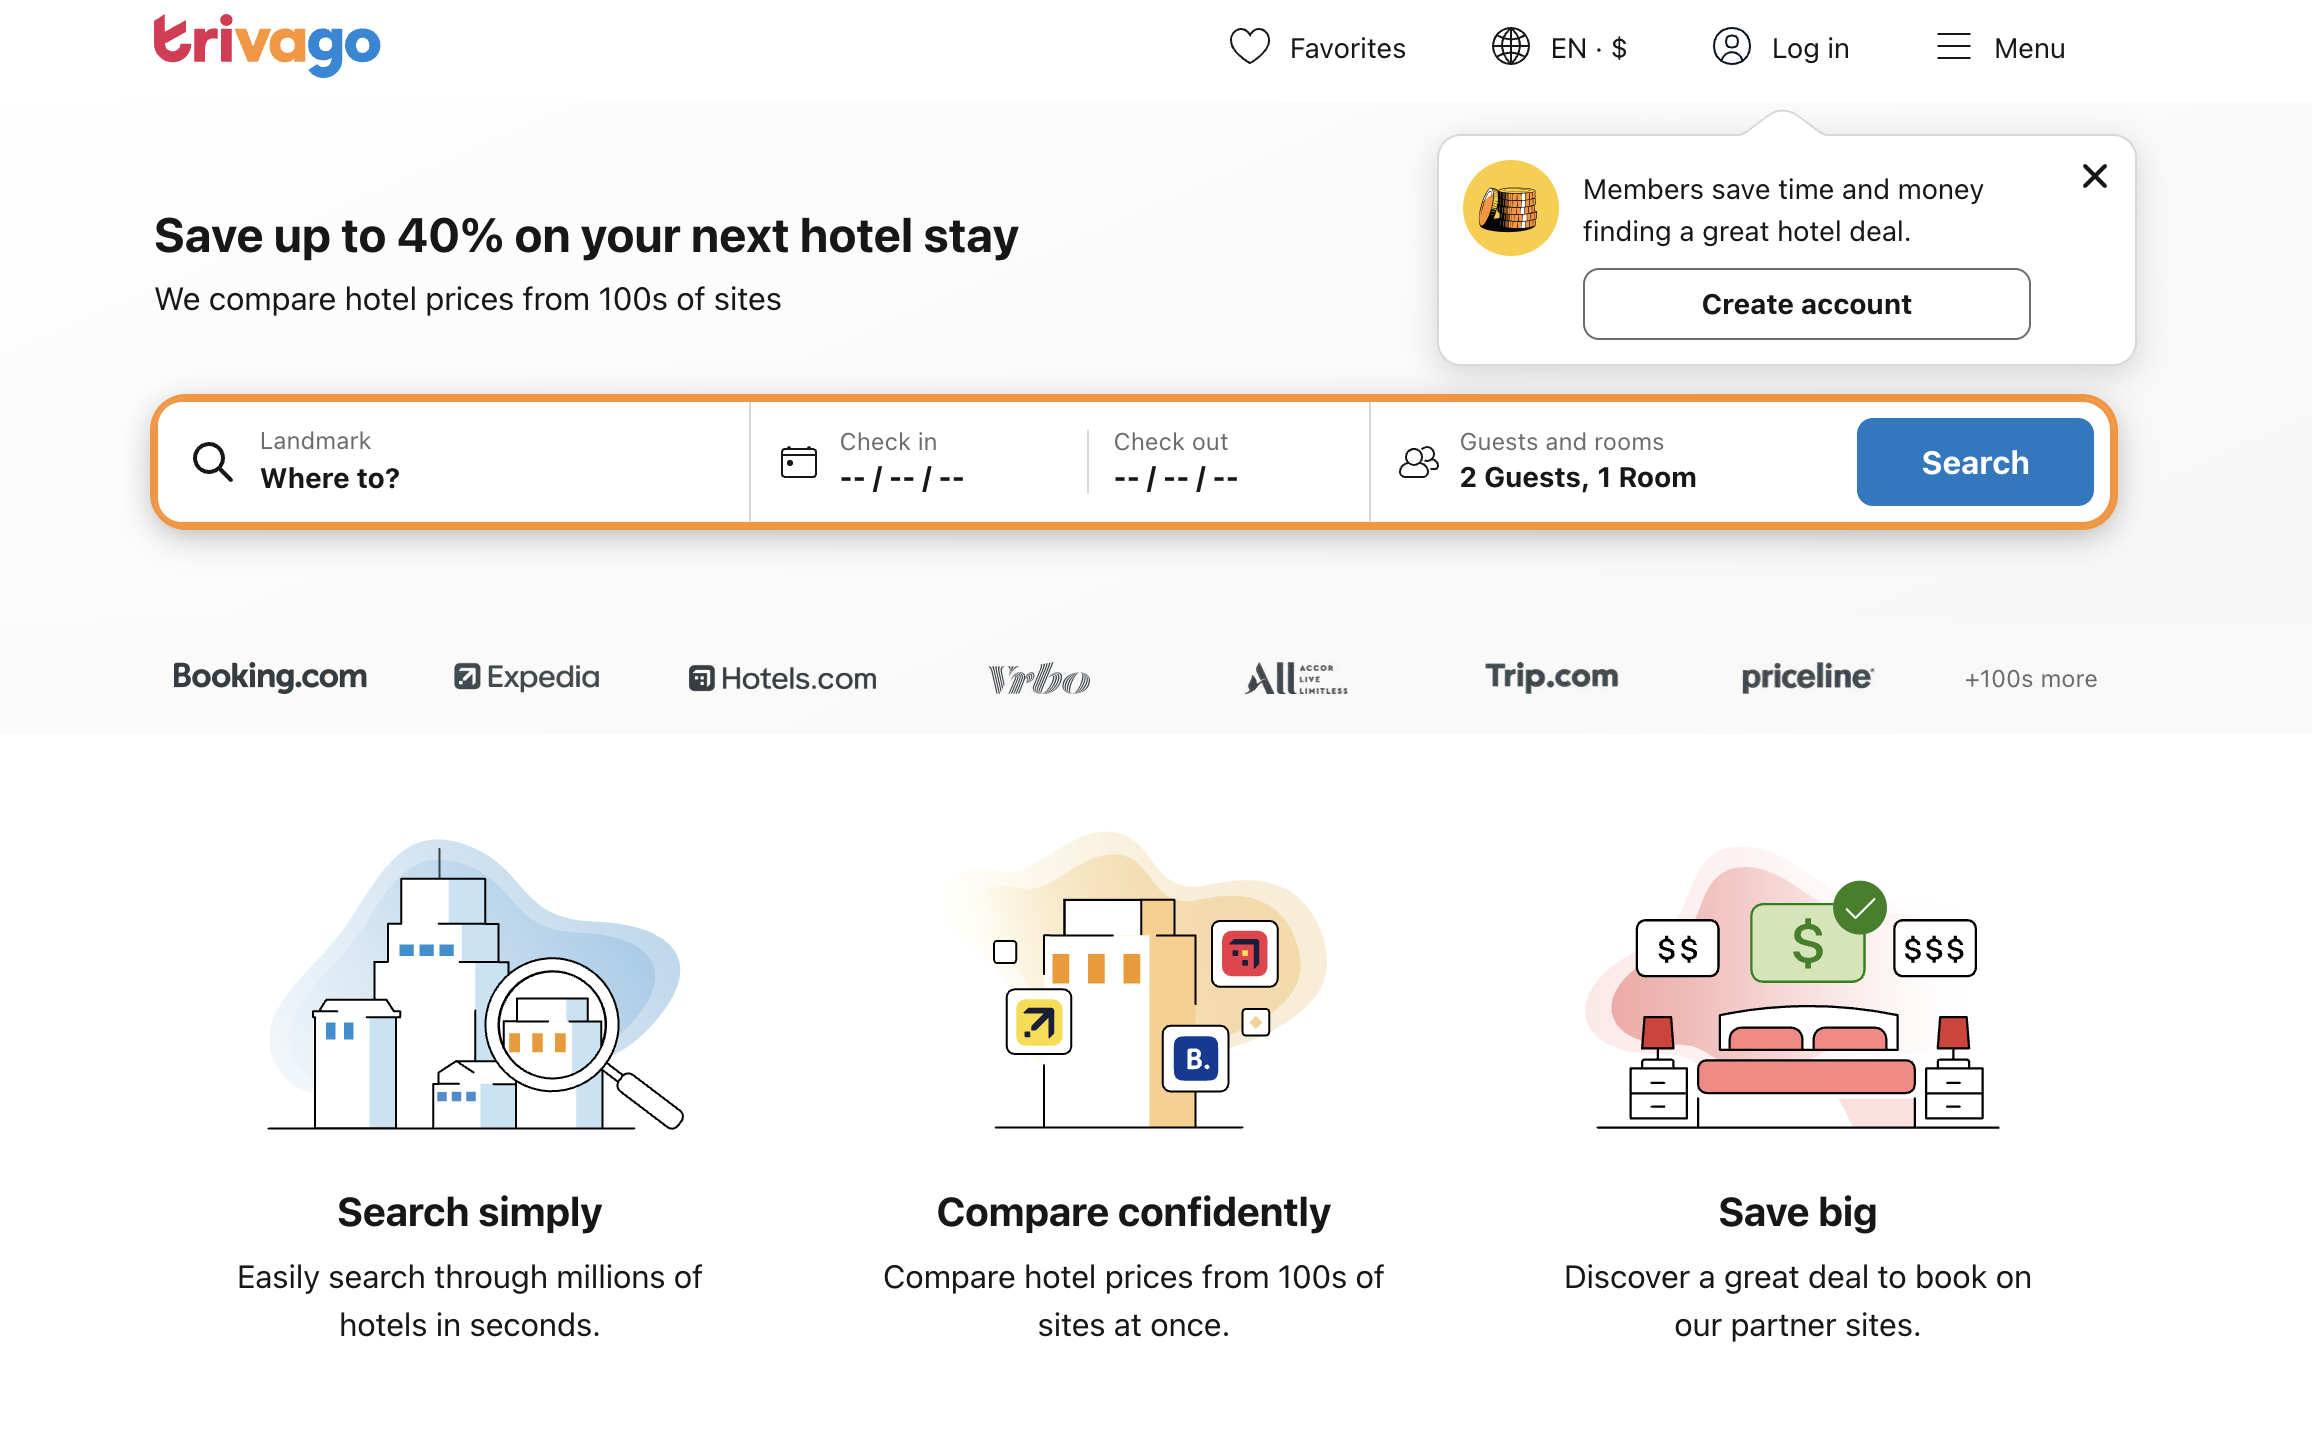 trivago
Favorites
EN · $
Log in
Menu
Members save time and money
finding a great hotel deal.
Create account
Save up to 40% on your next hotel stay
We compare hotel prices from 100s of sites
Landmark
Where to?
Check in
-- / -- / --
Check out
-- / -- / --
Guests and rooms
2 Guests, 1 Room
Search
Booking.com
Expedia
Hotels.com
Vrbo
ALL ACCOR
LIVE
LIMITLESS
Trip.com
priceline
+100s more
B.
$$
$
$$$
Search simply
Easily search through millions of
hotels in seconds.
Compare confidently
Compare hotel prices from 100s of
sites at once.
Save big
Discover a great deal to book on
our partner sites.